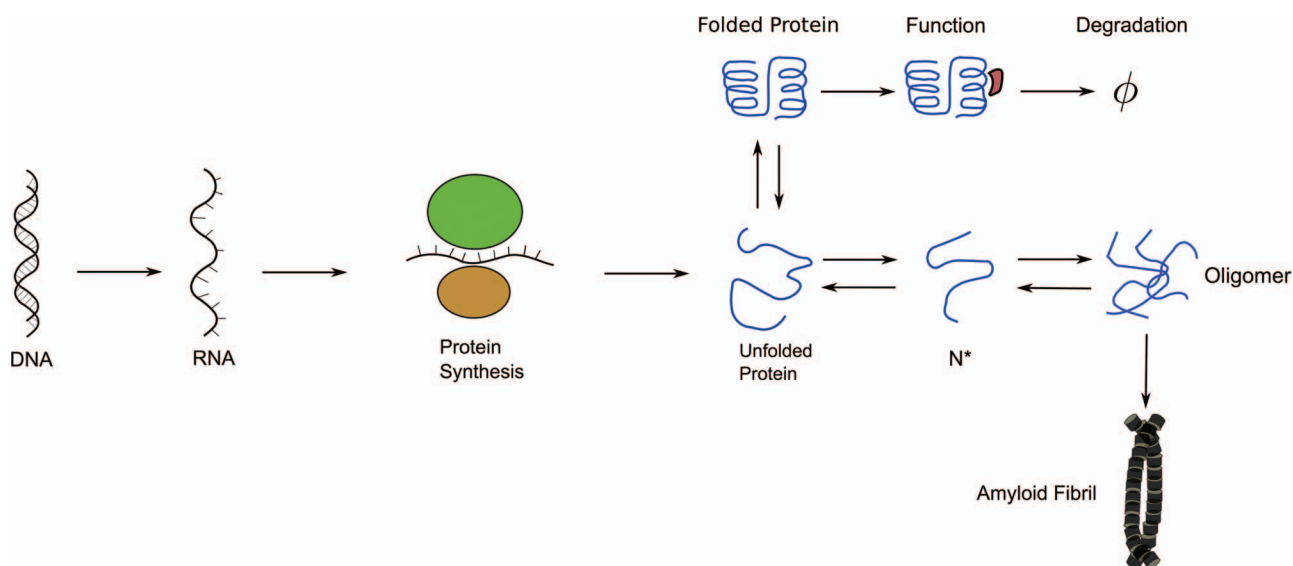 Folded Protein
Function
Degradation
ϕ
DNA
RNA
Protein
Synthesis
Unfolded
Protein
N*
Oligomer
Amyloid Fibril